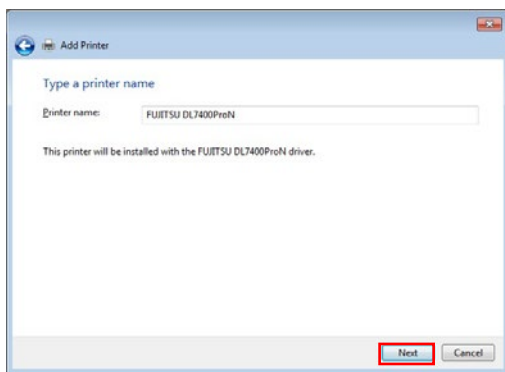 Add Printer
Type a printer name
Printer name: FUJITSU DL7400ProN
This printer will be installed with the FUJITSU DL7400ProN driver.
Next Cancel